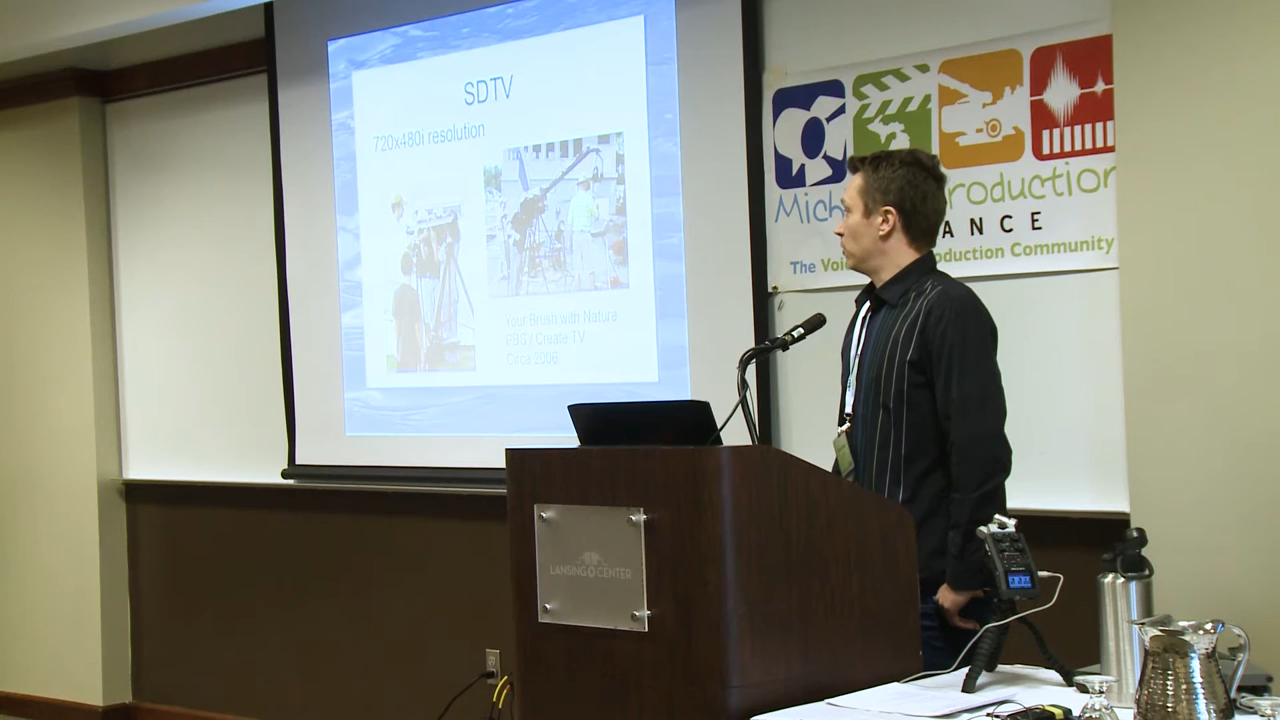 SDTV
720x480i resolution
Your Brush with Nature
PBS / Create TV
Circa 2006
Mich roduction
ANCE
The Voi oduction Community
LANSING CENTER